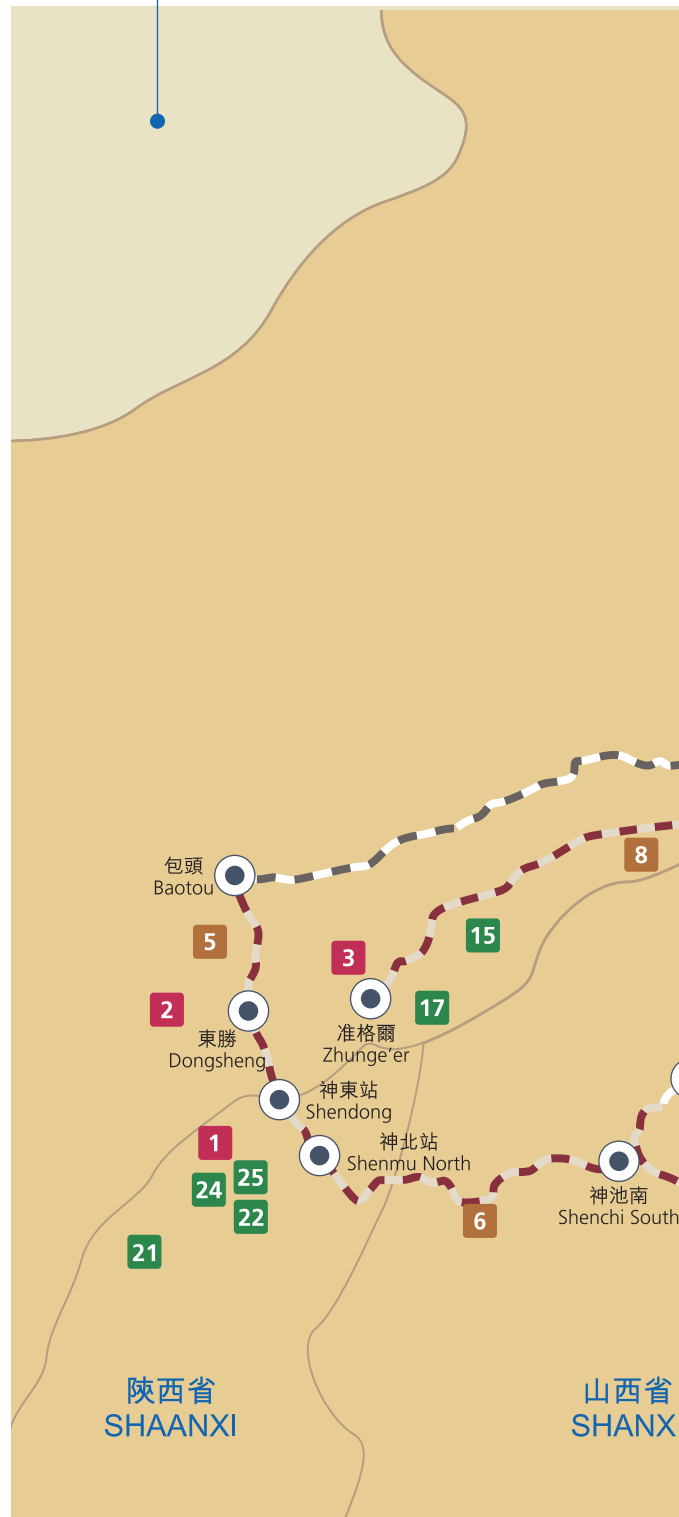 8
包頭
Baotou
5
15
3
2
17
東勝
Dongsheng
准格爾
Zhunge'er
神東站
Shendong
1
神北站
Shenmu North
25
24
22
6
神池南
Shenchi South
21
陝西省
SHAANXI
山西省
SHANX